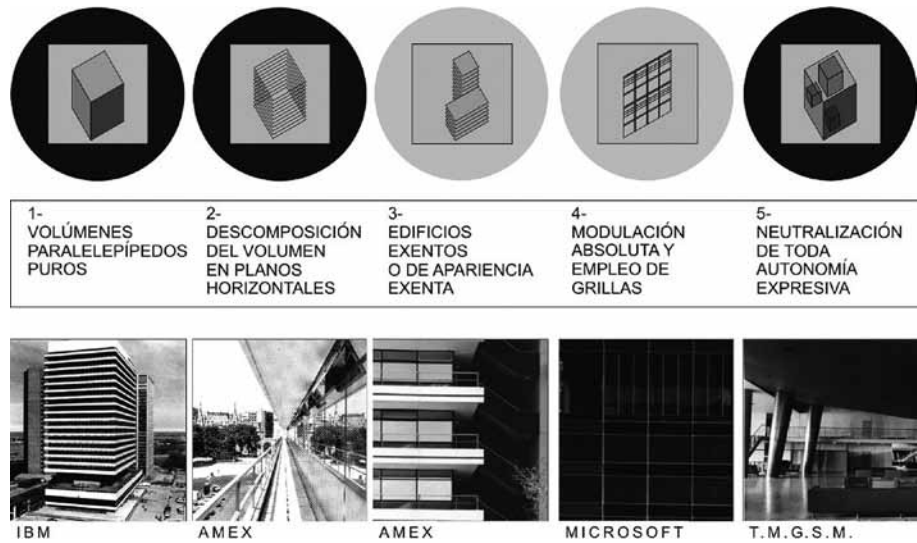 1-
VOLÚMENES
PARALELEPÍPEDOS
PUROS
2-
DESCOMPOSICIÓN
DEL VOLUMEN
EN PLANOS
HORIZONTALES
3-
EDIFICIOS
EXENTOS
O DE APARIENCIA
EXENTA
4-
MODULACIÓN
ABSOLUTA Y
EMPLEO DE
GRILLAS
5-
NEUTRALIZACIÓN
DE TODA
AUTONOMÍA
EXPRESIVA
IBM
AMEX
AMEX
MICROSOFT
T.M.G.S.M.